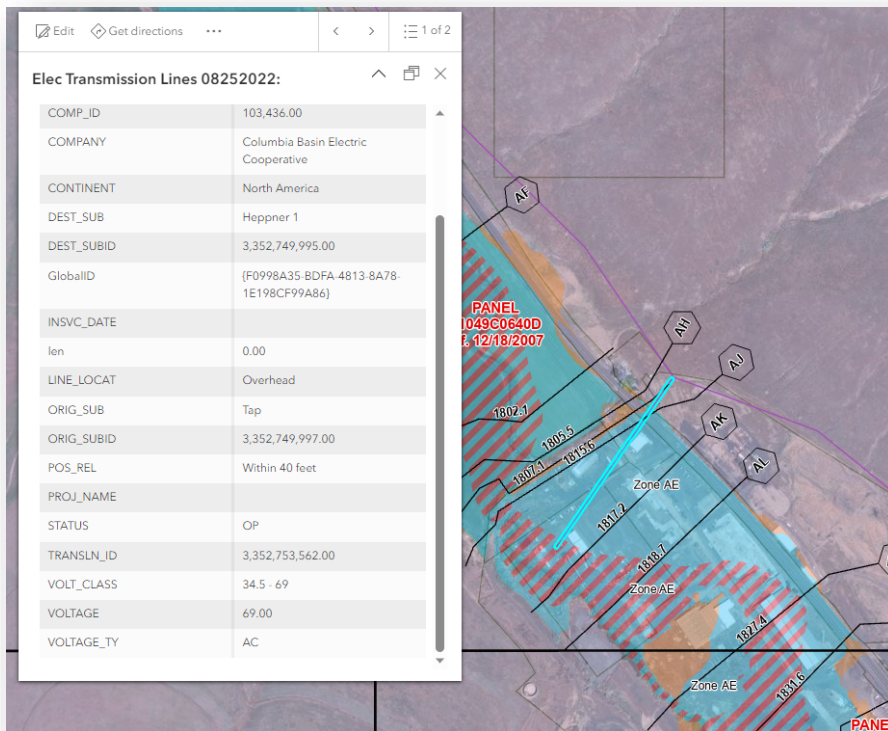 Edit
Get directions
1 of 2
Elec Transmission Lines 08252022:
COMP_ID 103,436.00
COMPANY Columbia Basin Electric
Cooperative
CONTINENT North America
DEST_SUB Heppner 1
DEST_SUBID 3,352,749,995.00
GlobalID {F0998A35-BDFA-4813-8A78-
1E198CF99A86}
INSVC_DATE
len 0.00
LINE_LOCAT Overhead
ORIG_SUB Tap
ORIG_SUBID 3,352,749,997.00
POS_REL Within 40 feet
PROJ_NAME
STATUS OP
TRANSLN_ID 3,352,753,562.00
VOLT_CLASS 34.5 - 69
VOLTAGE 69.00
VOLTAGE_TY AC
AF
PANEL
1049C0640D
f. 12/18/2007
AH
AJ
1802.1
1805.5
AK
1807.1
1815.6
AL
Zone AE
1817.2
1818.7
Zone AE
1827.4
Zone AE
1831.6
PANE